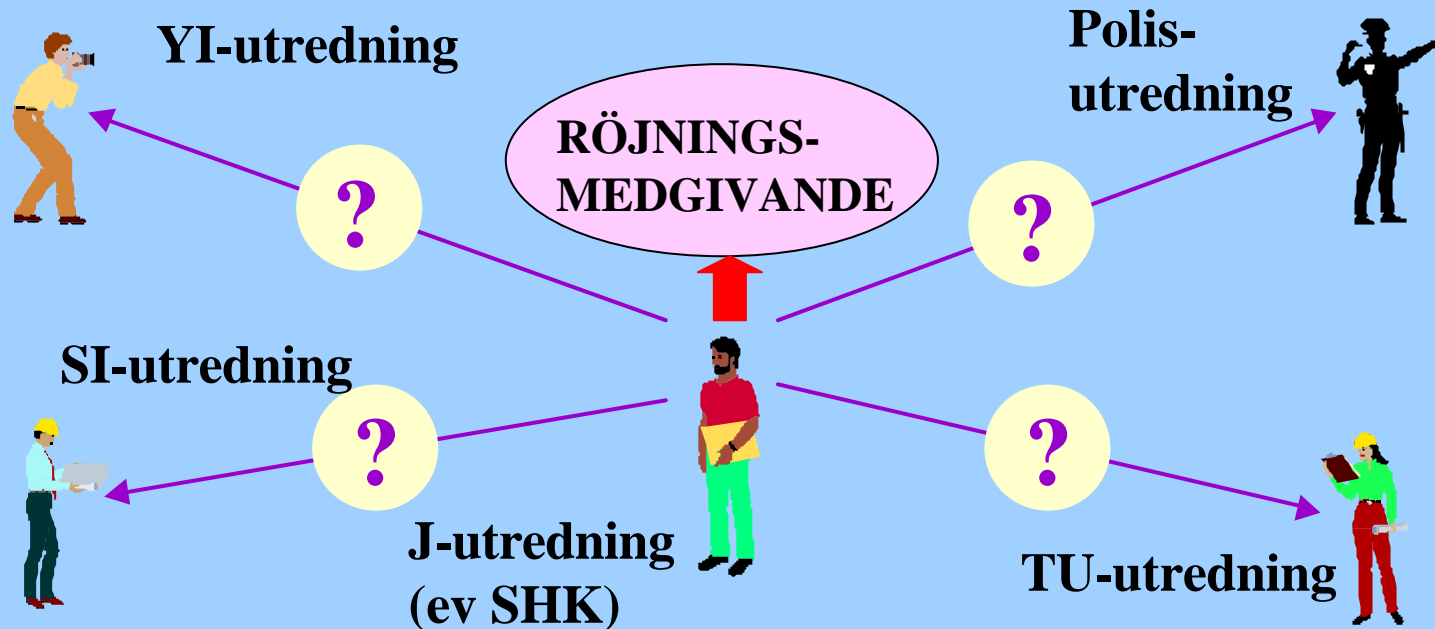 YI-utredning
Polis-
utredning
RÖJNINGS-
MEDGIVANDE
?
?
SI-utredning
?
?
J-utredning
(ev SHK)
TU-utredning